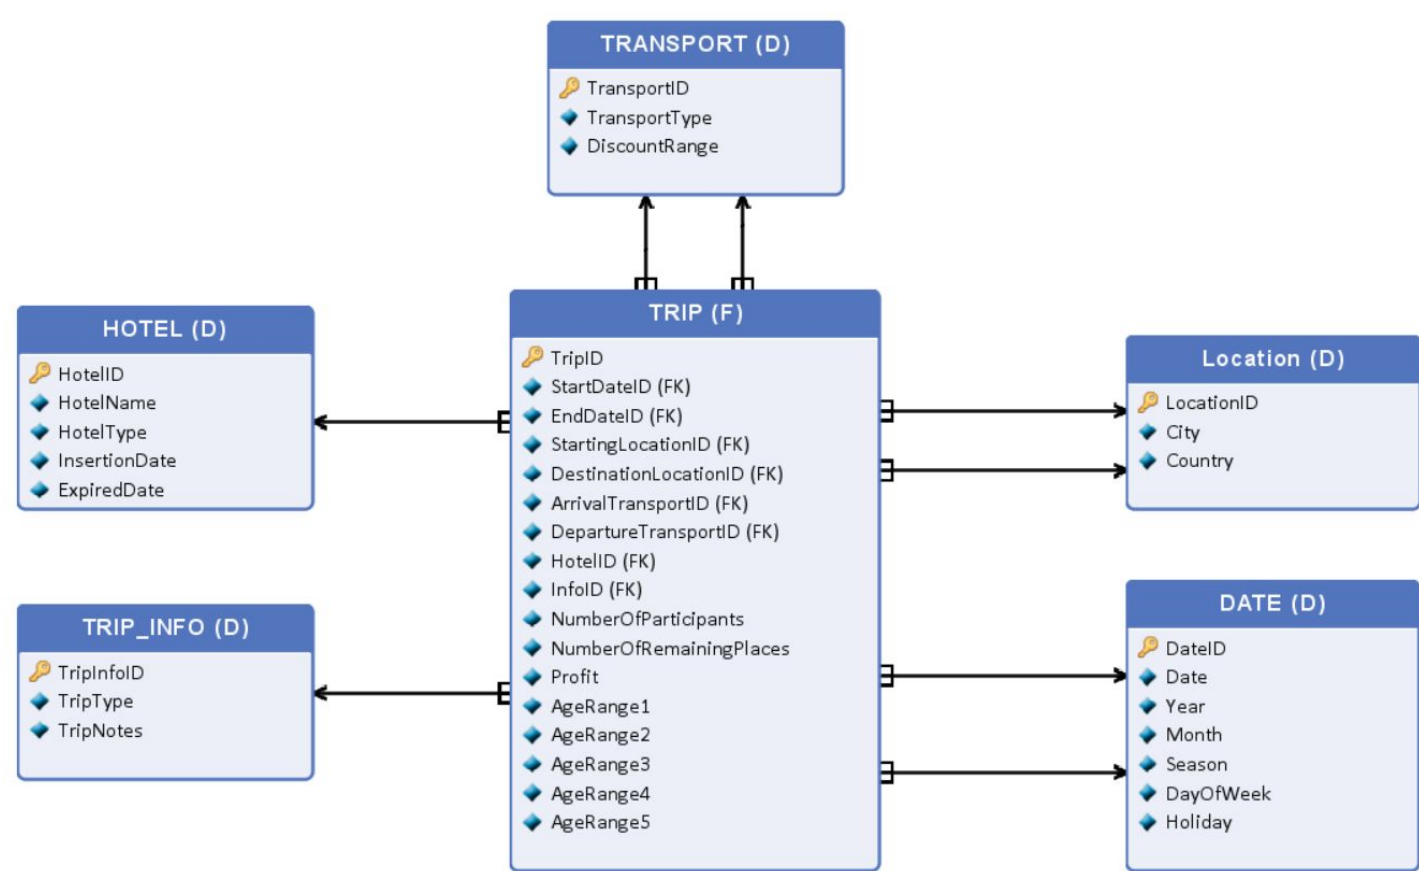 TRANSPORT (D)
TransportID
TransportType
DiscountRange
HOTEL (D)
HotelID
HotelName
HotelType
InsertionDate
ExpiredDate
TRIP_INFO (D)
TripInfoID
TripType
TripNotes
TRIP (F)
TripID
StartDateID (FK)
EndDateID (FK)
StartingLocationID (FK)
DestinationLocationID (FK)
ArrivalTransportID (FK)
DepartureTransportID (FK)
HotelID (FK)
InfoID (FK)
NumberOfParticipants
NumberOfRemainingPlaces
Profit
AgeRange1
AgeRange2
AgeRange3
AgeRange4
AgeRange5
Location (D)
LocationID
City
Country
DATE (D)
DateID
Date
Year
Month
Season
DayOfWeek
Holiday